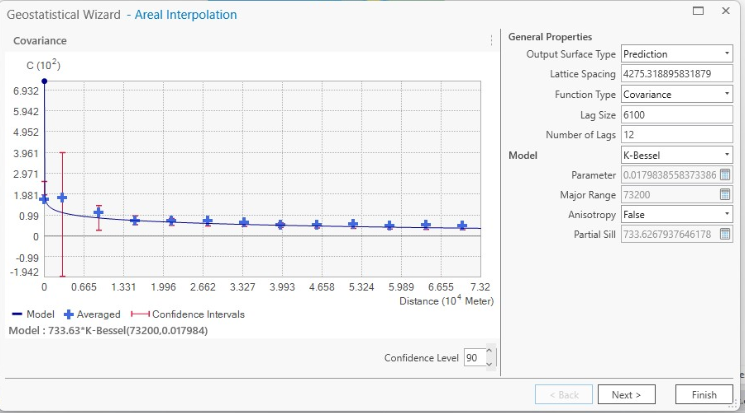 Geostatistical Wizard - Areal Interpolation
Covariance
C (10²)
6.932
5.942
4.952
3.961
2.971
1.981
0.99
0
-0.99
-1.942
0 0.665 1.331 1.996 2.662 3.327 3.993 4.658 5.324 5.989 6.655 7.32
Distance (10⁴ Meter)
Model Averaged Confidence Intervals
Model : 733.63*K-Bessel(73200,0.017984)
Confidence Level 90
General Properties
Output Surface Type Prediction
Lattice Spacing 4275.318895831879
Function Type Covariance
Lag Size 6100
Number of Lags 12
Model K-Bessel
Parameter 0.0179838558373386
Major Range 73200
Anisotropy False
Partial Sill 733.6267937646178
< Back Next > Finish